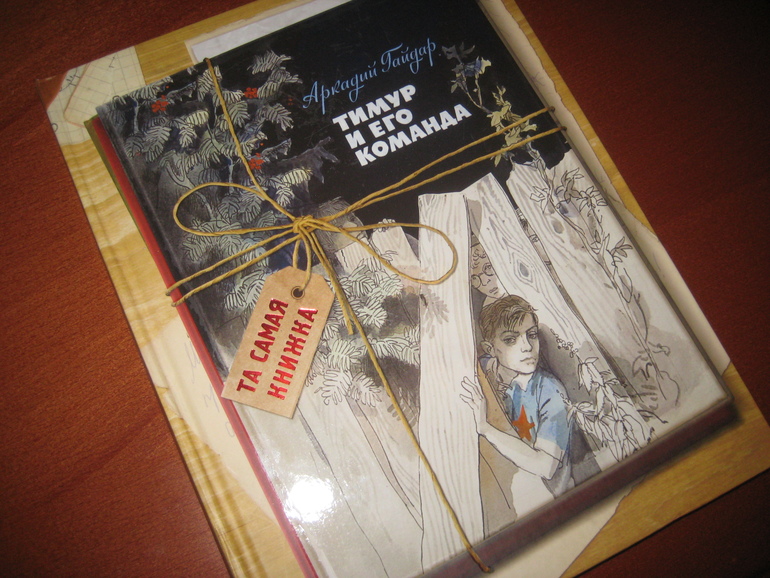 Аркадий Гайдар
ТИМУР
И ЕГО
КОМАНДА
ТА САМАЯ
КНИЖКА